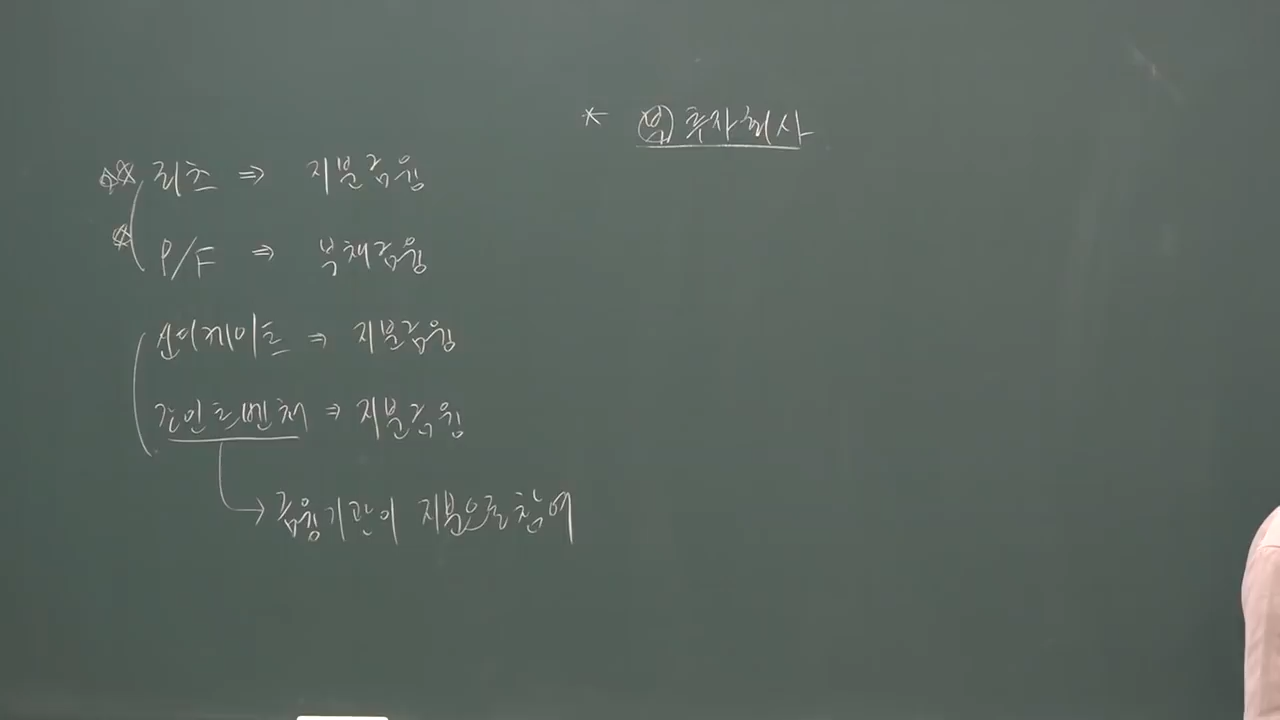 * 부 투자회사
☆☆ 리츠 ⇒ 지분금융
☆ P/F ⇒ 부채금융
신디케이트 ⇒ 지분금융
조인트벤처 ⇒ 지분금융
→ 금융기관이 지분으로 참여